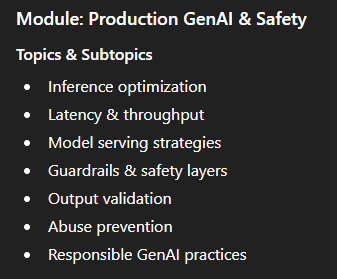 Module: Production GenAI & Safety
Topics & Subtopics
• Inference optimization
• Latency & throughput
• Model serving strategies
• Guardrails & safety layers
• Output validation
• Abuse prevention
• Responsible GenAI practices